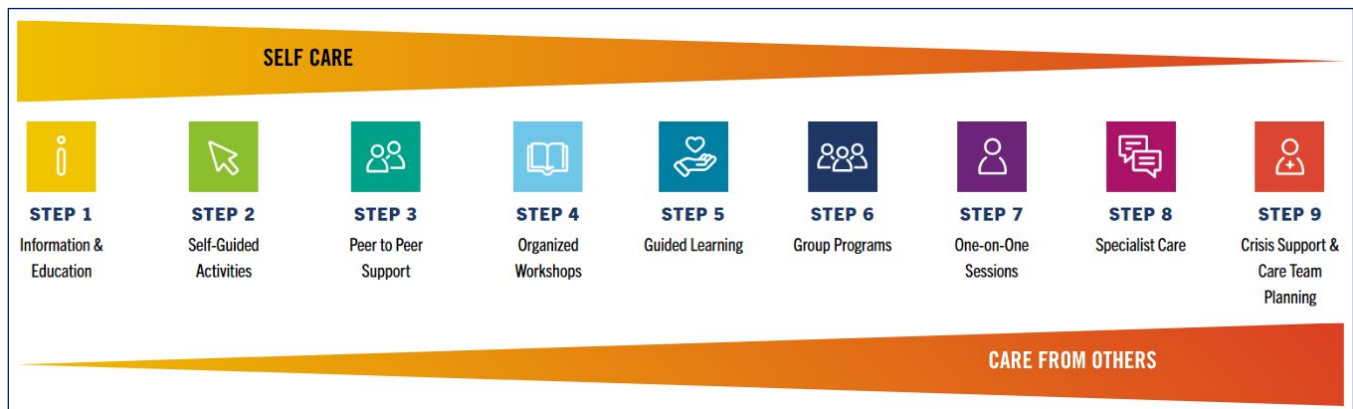 SELF CARE
STEP 1
Information &
Education
STEP 2
Self-Guided
Activities
STEP 3
Peer to Peer
Support
STEP 4
Organized
Workshops
STEP 5
Guided Learning
STEP 6
Group Programs
STEP 7
One-on-One
Sessions
STEP 8
Specialist Care
STEP 9
Crisis Support &
Care Team
Planning
CARE FROM OTHERS